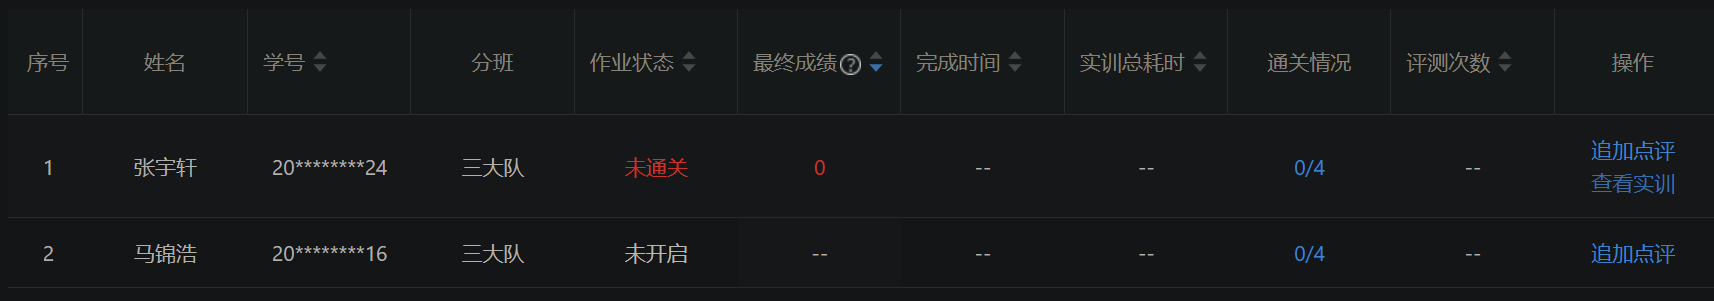 序号 姓名 学号 分班 作业状态 最终成绩? 完成时间 实训总耗时 通关情况 评测次数 操作
1 张宇轩 20********24 三大队 未通关 0 -- -- 0/4 -- 追加点评
查看实训
2 马锦浩 20********16 三大队 未开启 -- -- -- 0/4 -- 追加点评